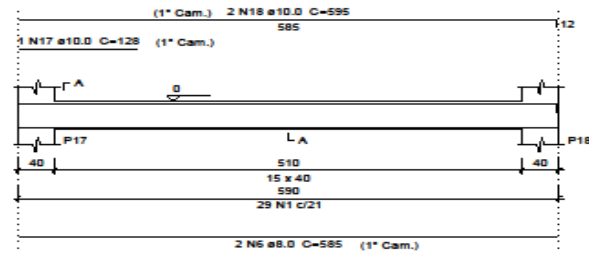 (1° Cam.) 2 N18 ø10.0 C=595
585
12
1 N17 ø10.0 C=128 (1° Cam.)
A
0
P17
A
P18
40 510 40
15 x 40
590
29 N1 c/21
2 N6 ø8.0 C=585 (1° Cam.)